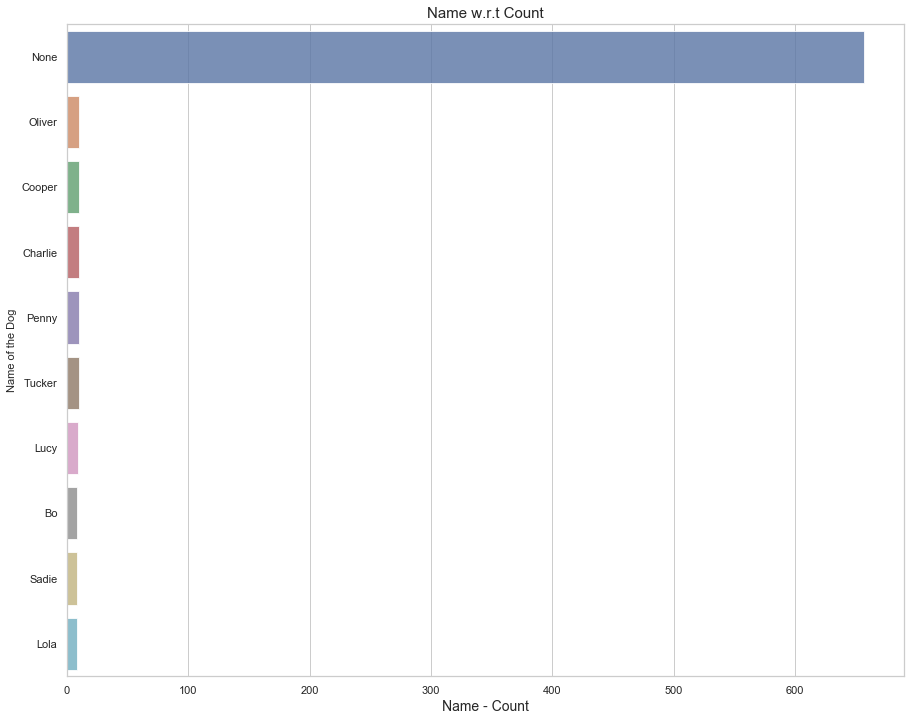 Name w.r.t Count
None
Oliver
Cooper
Charlie
Penny
Tucker
Lucy
Bo
Sadie
Lola
Name of the Dog
0 100 200 300 400 500 600
Name - Count